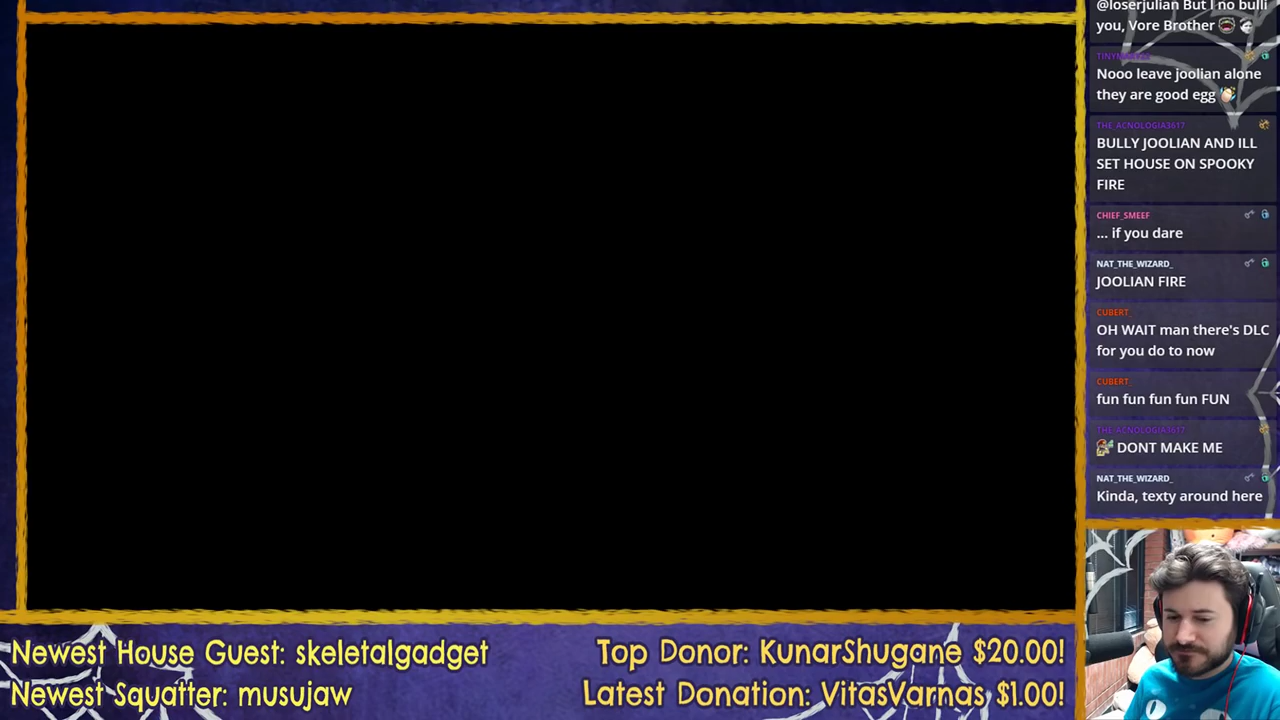 @loserjulian But I no bulli
you, Vore Brother
Nooo leave joolian alone
they are good egg
THE_ACNOLOGIA3617
BULLY JOOLIAN AND ILL
SET HOUSE ON SPOOKY
FIRE
CHIEF_SMEEF
... if you dare
NAT_THE_WIZARD_
JOOLIAN FIRE
CUBERT_
OH WAIT man there's DLC
for you do to now
CUBERT_
fun fun fun fun FUN
THE_ACNOLOGIA3617
DONT MAKE ME
NAT_THE_WIZARD_
Kinda, texty around here
Newest House Guest: skeletalgadget
Newest Squatter: musujaw
Top Donor: KunarShugane $20.00!
Latest Donation: VitasVarnas $1.00!